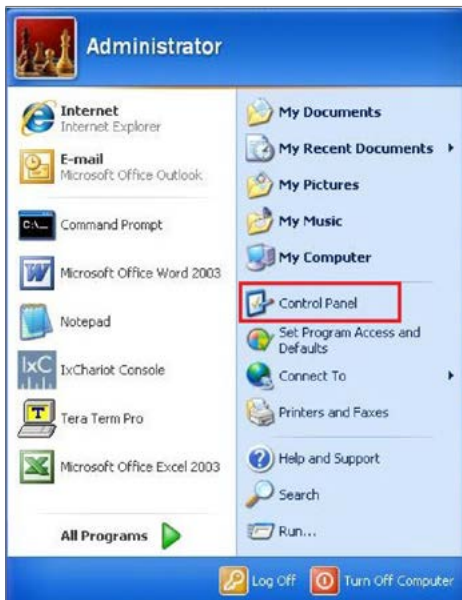 Administrator
Internet
Internet Explorer
E-mail
Microsoft Office Outlook
C:\_
Command Prompt
W
Microsoft Office Word 2003
Notepad
IxC
IxChariot Console
T
Tera Term Pro
Microsoft Office Excel 2003
All Programs
My Documents
My Recent Documents
My Pictures
My Music
My Computer
Control Panel
Set Program Access and
Defaults
Connect To
Printers and Faxes
Help and Support
Search
Run...
Log Off
Turn Off Computer